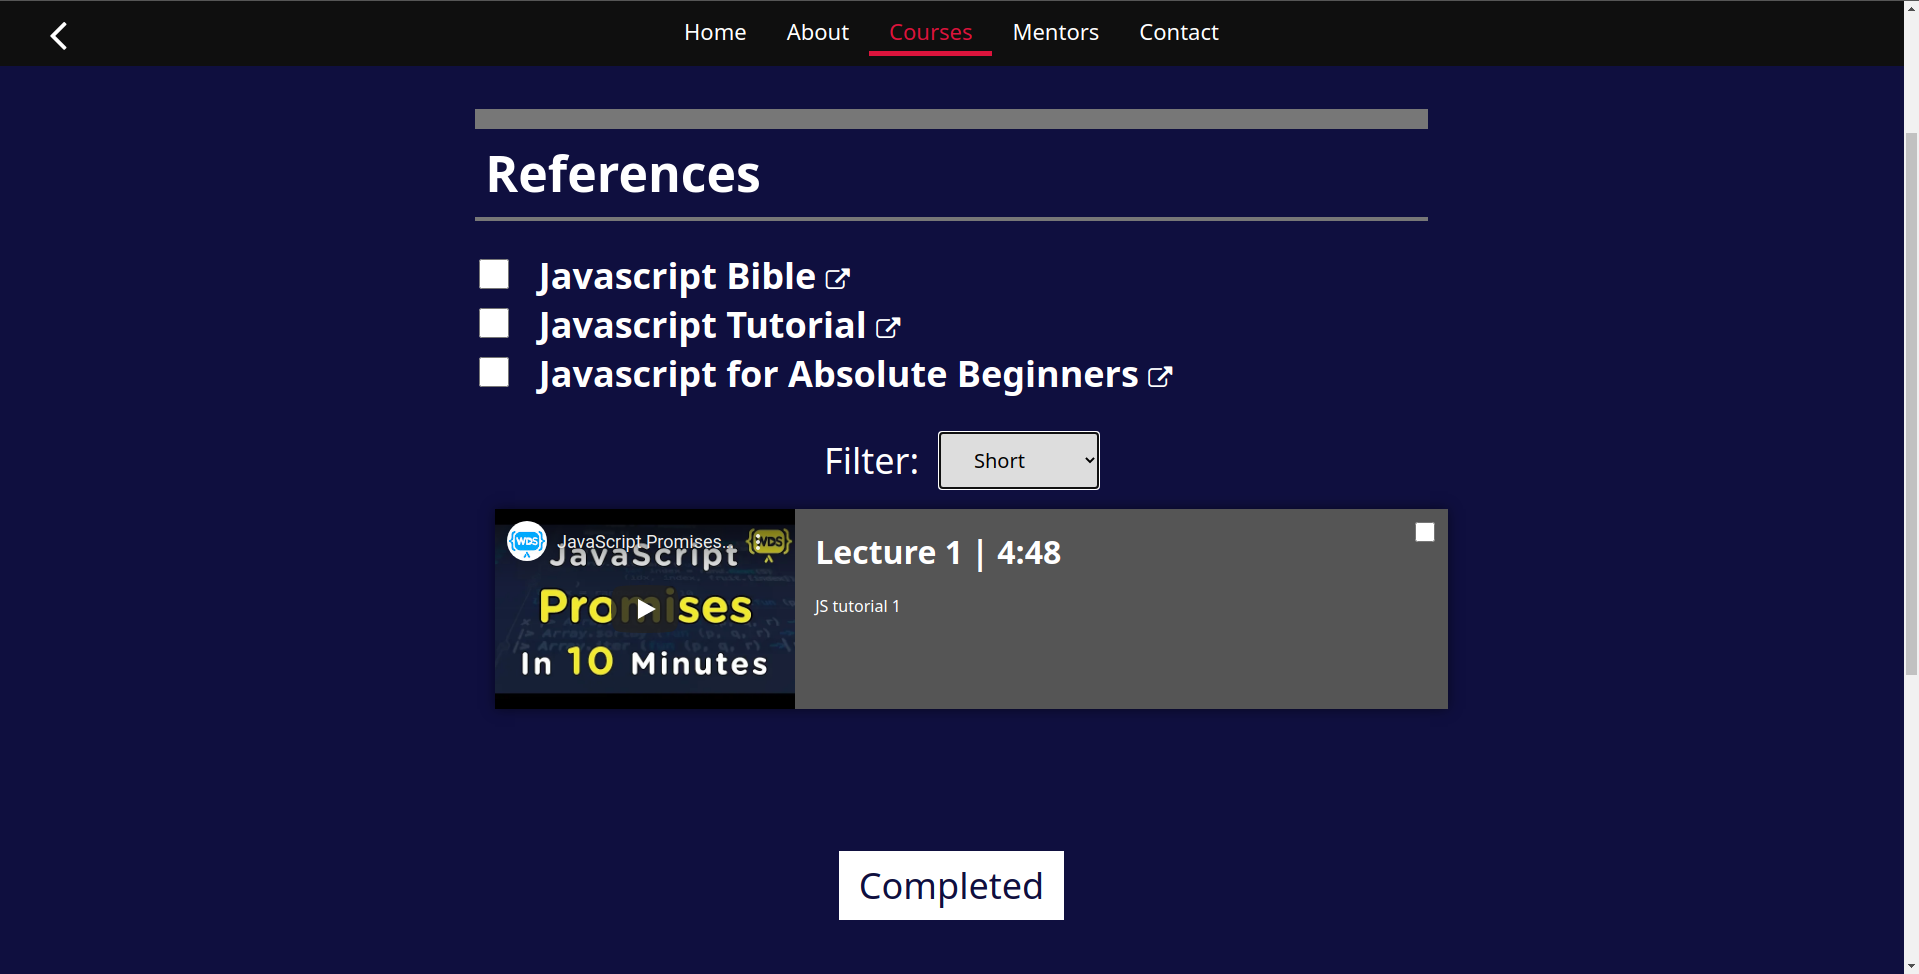 Home About Courses Mentors Contact
References
Javascript Bible
Javascript Tutorial
Javascript for Absolute Beginners
Filter: Short
WDS JavaScript Promises...
JavaScript
Promises
In 10 Minutes
Lecture 1 | 4:48
JS tutorial 1
Completed